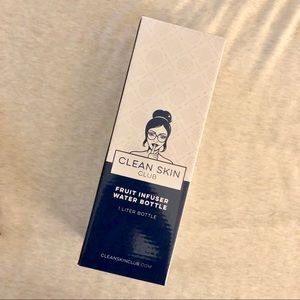 CLEAN SKIN
CLUB
FRUIT INFUSER
WATER BOTTLE
1 LITER BOTTLE
CLEANSKINCLUB.COM